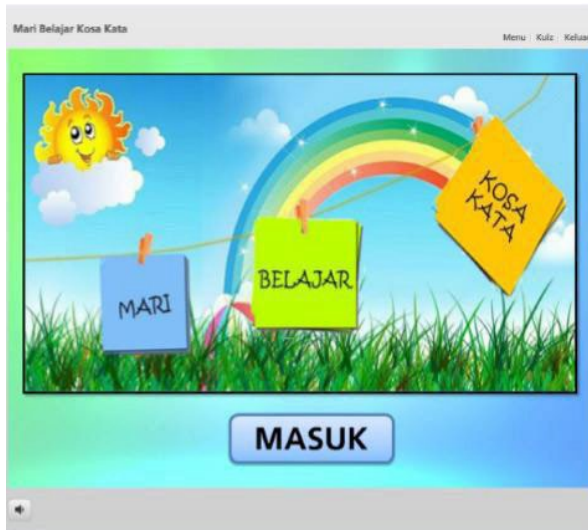 Mari Belajar Kosa Kata
Menu | Kuiz | Keluar
MARI
BELAJAR
KOSA
KATA
MASUK